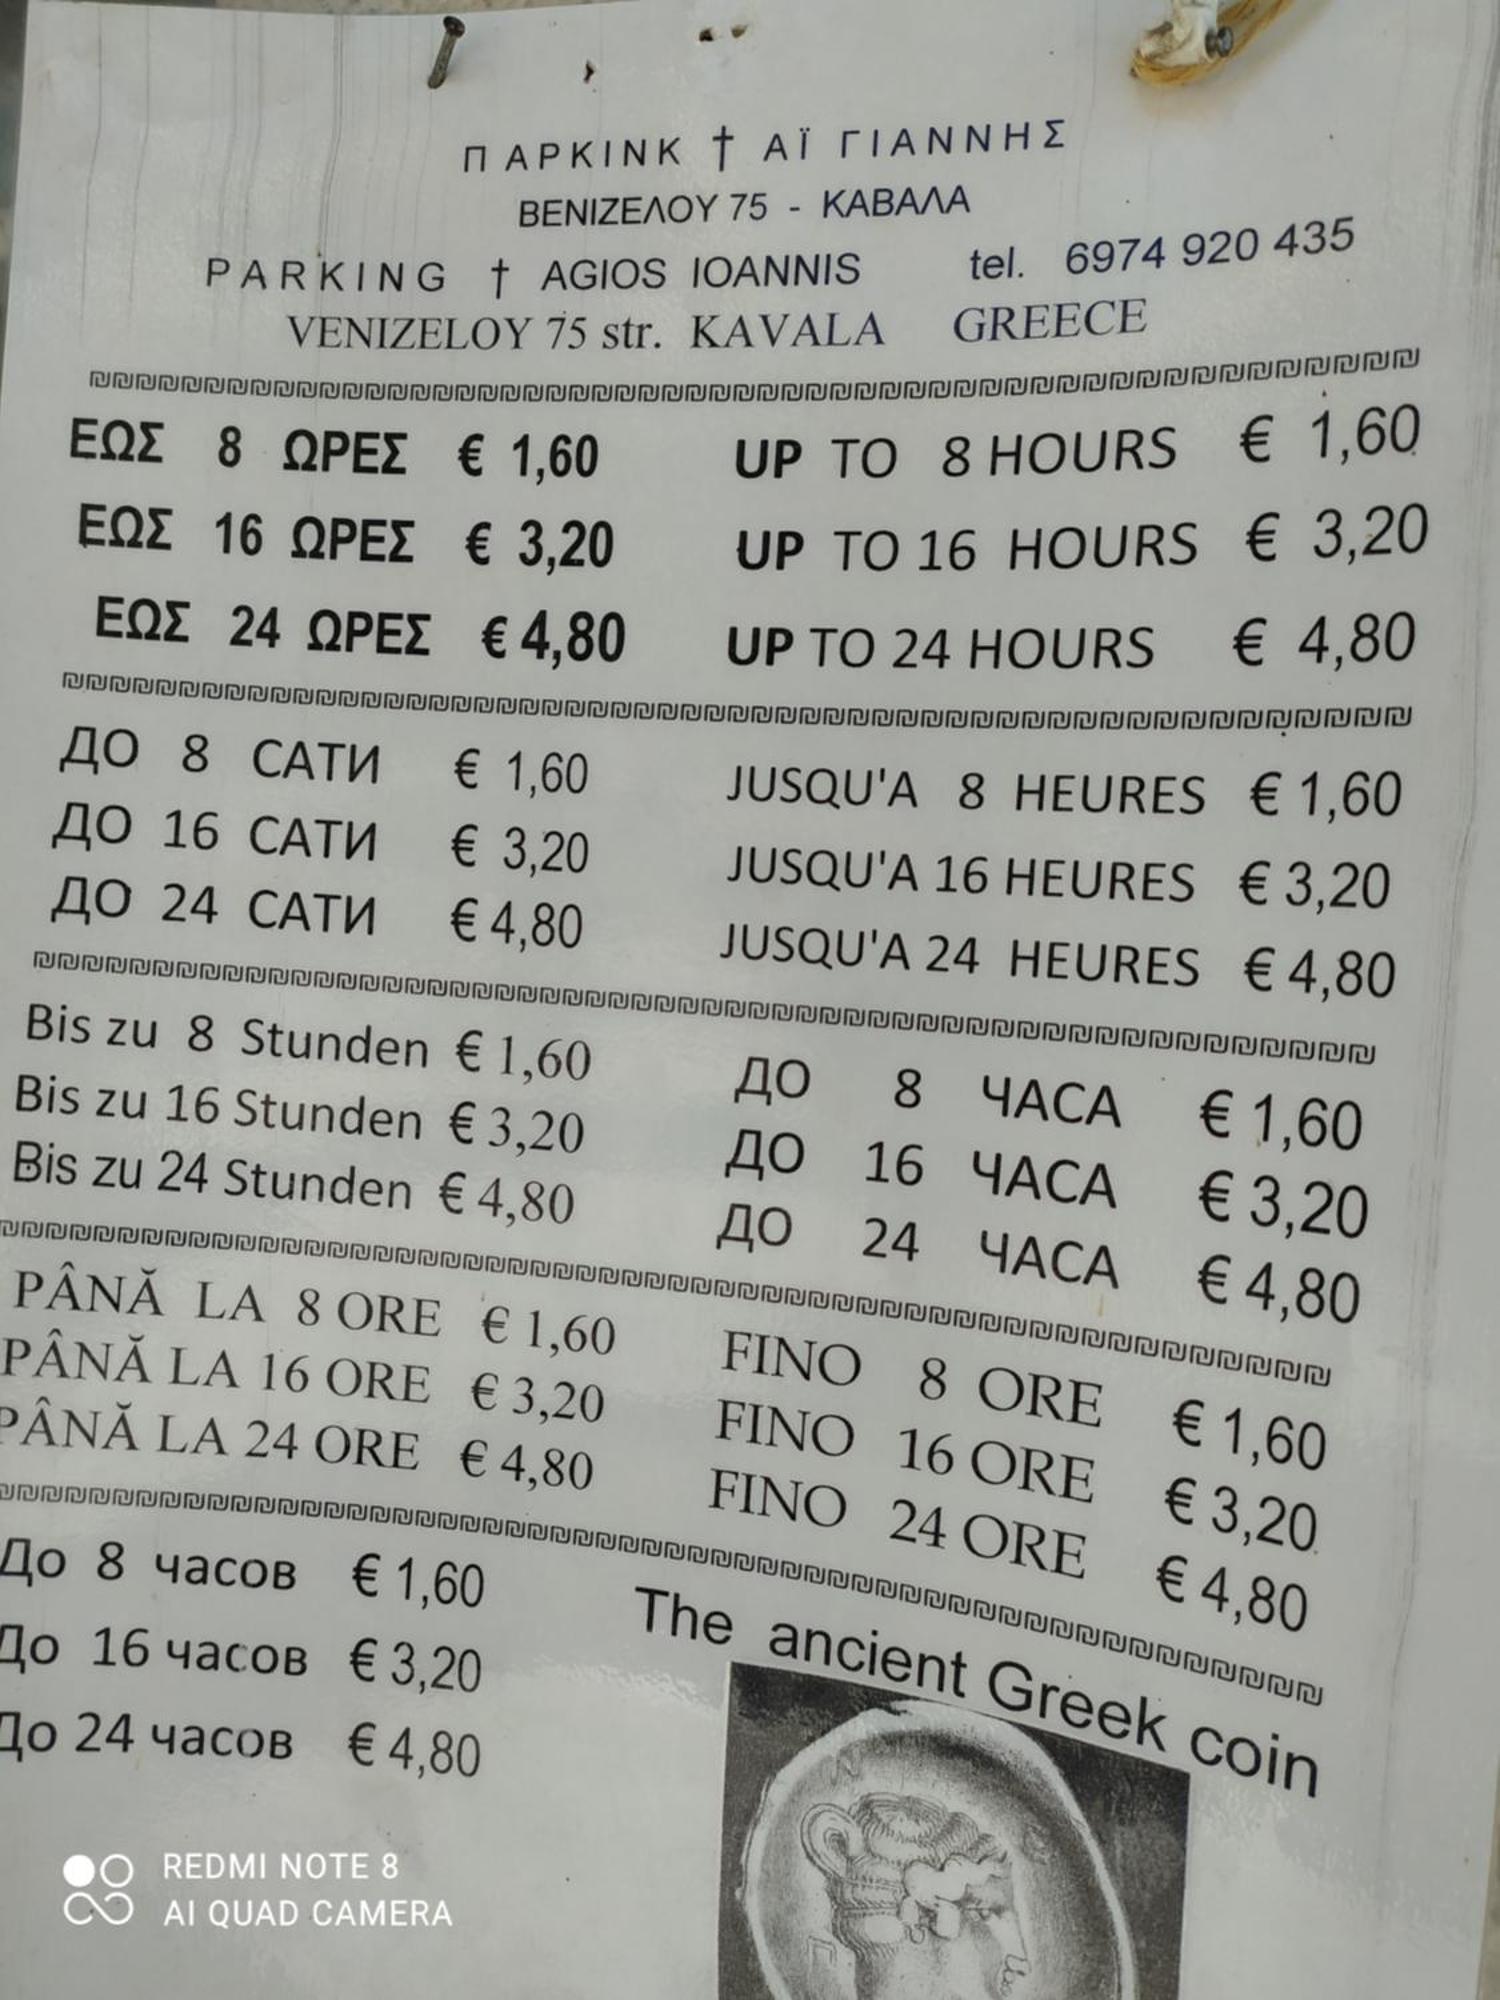 ΠΑΡΚΙΝΚ † ΑΪ ΓΙΑΝΝΗΣ
ΒΕΝΙΖΕΛΟΥ 75 - ΚΑΒΑΛΑ
PARKING † AGIOS IOANNIS tel. 6974 920 435
VENIZELOY 75 str. KAVALA GREECE
ΕΩΣ 8 ΩΡΕΣ € 1,60 UP TO 8 HOURS € 1,60
ΕΩΣ 16 ΩΡΕΣ € 3,20 UP TO 16 HOURS € 3,20
ΕΩΣ 24 ΩΡΕΣ € 4,80 UP TO 24 HOURS € 4,80
ДО 8 САТИ € 1,60 JUSQU'A 8 HEURES € 1,60
ДО 16 САТИ € 3,20 JUSQU'A 16 HEURES € 3,20
ДО 24 САТИ € 4,80 JUSQU'A 24 HEURES € 4,80
Bis zu 8 Stunden € 1,60 ДО 8 ЧАСА € 1,60
Bis zu 16 Stunden € 3,20 ДО 16 ЧАСА € 3,20
Bis zu 24 Stunden € 4,80 ДО 24 ЧАСА € 4,80
PÂNĂ LA 8 ORE € 1,60 FINO 8 ORE € 1,60
PÂNĂ LA 16 ORE € 3,20 FINO 16 ORE € 3,20
PÂNĂ LA 24 ORE € 4,80 FINO 24 ORE € 4,80
До 8 часов € 1,60
До 16 часов € 3,20
До 24 часов € 4,80
The ancient Greek coin
REDMI NOTE 8
AI QUAD CAMERA